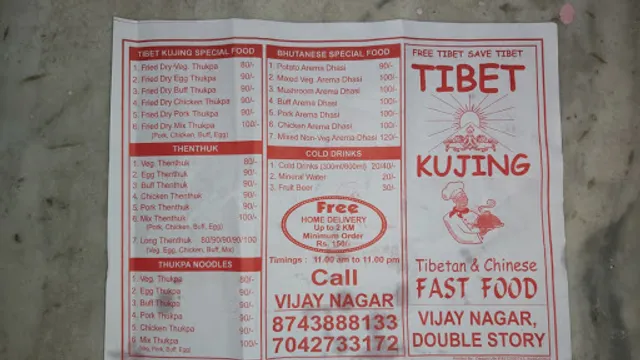 TIBET KUJING SPECIAL FOOD
1. Fried Dry Veg. Thukpa 80/-
2. Fried Dry Egg Thukpa 90/-
3. Fried Dry Buff Thukpa 90/-
4. Fried Dry Chicken Thukpa 90/-
5. Fried Dry Pork Thukpa 90/-
6. Fried Dry Mix Thukpa 100/-
(Pork, Chicken, Buff, Egg)
THENTHUK
1. Veg. Thenthuk 80/-
2. Egg Thenthuk 90/-
3. Buff Thenthuk 90/-
4. Chicken Thenthuk 90/-
5. Pork Thenthuk 90/-
6. Mix Thenthuk 100/-
(Pork, Chicken, Buff, Egg)
7. Long Thenthuk 80/90/90/90/100
(Veg, Egg, Chicken, Buff, Mix)
THUKPA NOODLES
1. Veg. Thukpa 80/-
2. Egg Thukpa 90/-
3. Buff Thukpa 90/-
4. Pork Thukpa 90/-
5. Chicken Thukpa 90/-
6. Mix Thukpa 100/-
Pork, Buff, Egg)
BHUTANESE SPECIAL FOOD
1. Potato Arema Dhasi 90/-
2. Mixed Veg. Arema Dhasi 100/-
3. Mushroom Arema Dhasi 100/-
4. Buff Arema Dhasi 100/-
5. Pork Arema Dhasi 100/-
6. Chicken Arema Dhasi 100/-
7. Mixed Non-Veg Arema Dhasi 120/-
COLD DRINKS
1. Cold Drinks (300ml/600ml) 20/40/-
2. Mineral Water 20/-
3. Fruit Beer 30/-
Free
HOME DELIVERY
Up to 2 KM
Minimum Order
Rs. 150/-
Timings : 11.00 am to 11.00 pm
Call
VIJAY NAGAR
8743888133
7042733172
FREE TIBET SAVE TIBET
TIBET
KUJING
Tibetan & Chinese
FAST FOOD
VIJAY NAGAR,
DOUBLE STORY